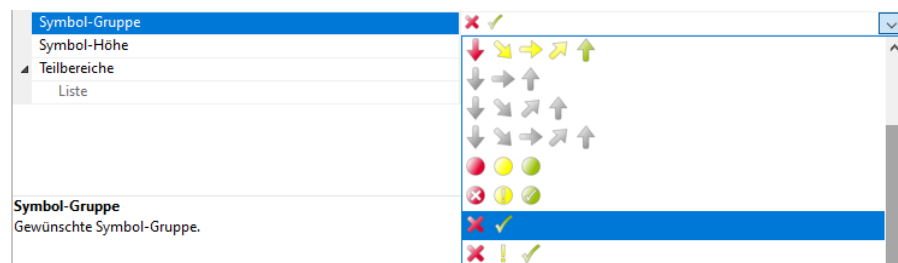 Symbol-Gruppe
Symbol-Höhe
Teilbereiche
Liste
Symbol-Gruppe
Gewünschte Symbol-Gruppe.